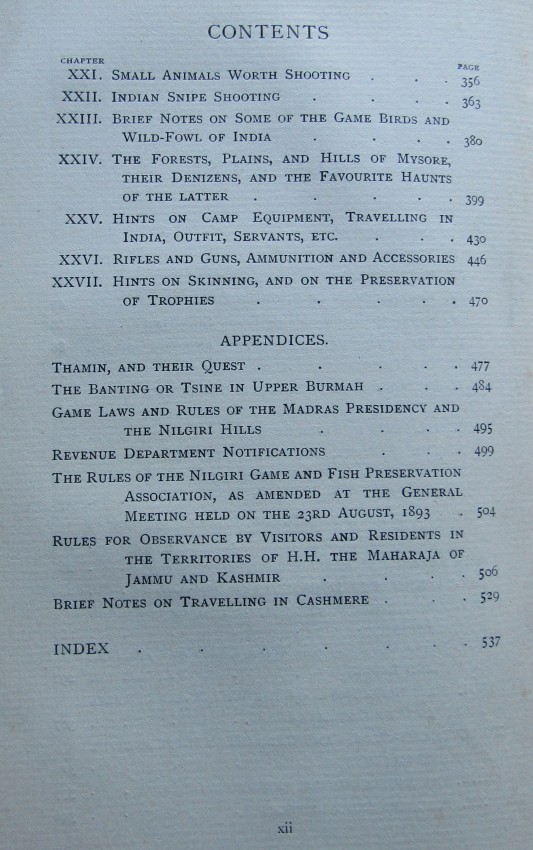 CONTENTS
CHAPTER PAGE
XXI. SMALL ANIMALS WORTH SHOOTING . . . 356
XXII. INDIAN SNIPE SHOOTING . . . . 363
XXIII. BRIEF NOTES ON SOME OF THE GAME BIRDS AND
WILD-FOWL OF INDIA . . . . 380
XXIV. THE FORESTS, PLAINS, AND HILLS OF MYSORE,
THEIR DENIZENS, AND THE FAVOURITE HAUNTS
OF THE LATTER . . . . . 399
XXV. HINTS ON CAMP EQUIPMENT, TRAVELLING IN
INDIA, OUTFIT, SERVANTS, ETC. . . . 430
XXVI. RIFLES AND GUNS, AMMUNITION AND ACCESSORIES 446
XXVII. HINTS ON SKINNING, AND ON THE PRESERVATION
OF TROPHIES . . . . . 470
APPENDICES.
THAMIN, AND THEIR QUEST . . . . . 477
THE BANTING OR TSINE IN UPPER BURMAH . . . 484
GAME LAWS AND RULES OF THE MADRAS PRESIDENCY AND
THE NILGIRI HILLS . . . . 495
REVENUE DEPARTMENT NOTIFICATIONS . . . 499
THE RULES OF THE NILGIRI GAME AND FISH PRESERVATION
ASSOCIATION, AS AMENDED AT THE GENERAL
MEETING HELD ON THE 23RD AUGUST, 1893 . 504
RULES FOR OBSERVANCE BY VISITORS AND RESIDENTS IN
THE TERRITORIES OF H.H. THE MAHARAJA OF
JAMMU AND KASHMIR . . . . 506
BRIEF NOTES ON TRAVELLING IN CASHMERE . . . 529
INDEX . . . . . . 537
xii